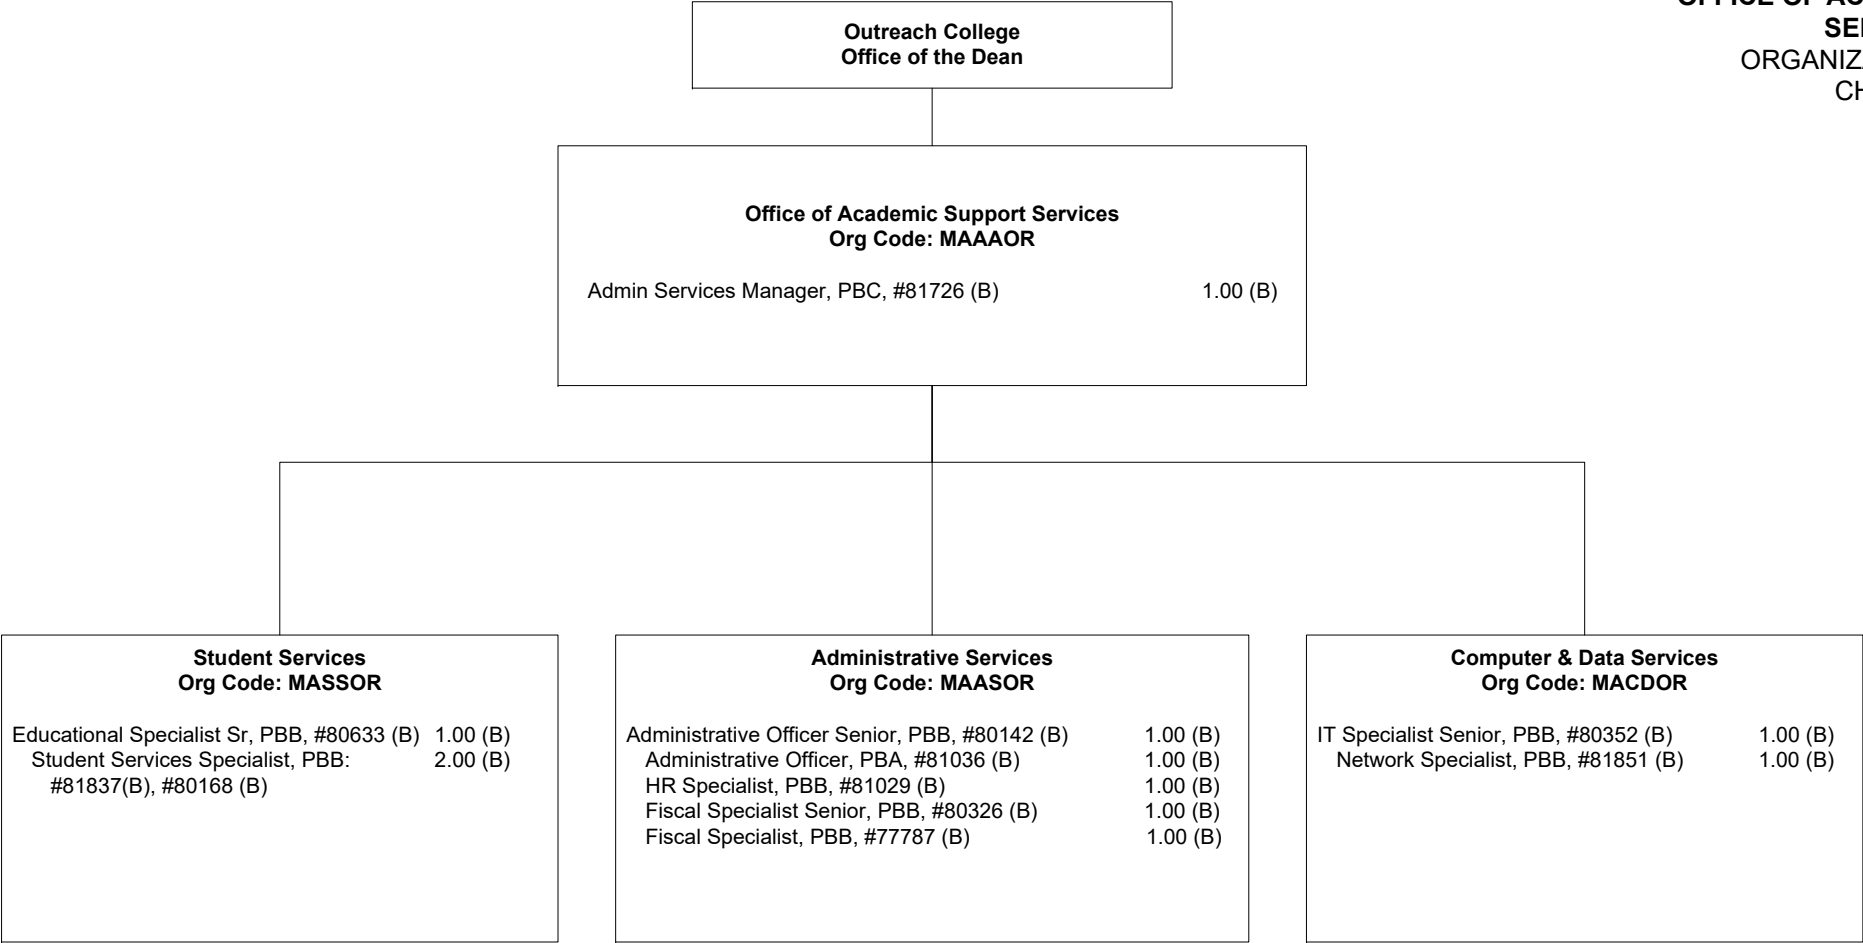 ORGANIZ
Outreach College
Office of the Dean
Office of Academic Support Services
Org Code: MAAAOR
Admin Services Manager, PBC, #81726 (B) 1.00 (B)
Student Services
Org Code: MASSOR
Educational Specialist Sr, PBB, #80633 (B) 1.00 (B)
Student Services Specialist, PBB: 2.00 (B)
#81837(B), #80168 (B)
Administrative Services
Org Code: MAASOR
Administrative Officer Senior, PBB, #80142 (B) 1.00 (B)
Administrative Officer, PBA, #81036 (B) 1.00 (B)
HR Specialist, PBB, #81029 (B) 1.00 (B)
Fiscal Specialist Senior, PBB, #80326 (B) 1.00 (B)
Fiscal Specialist, PBB, #77787 (B) 1.00 (B)
Computer & Data Services
Org Code: MACDOR
IT Specialist Senior, PBB, #80352 (B) 1.00 (B)
Network Specialist, PBB, #81851 (B) 1.00 (B)